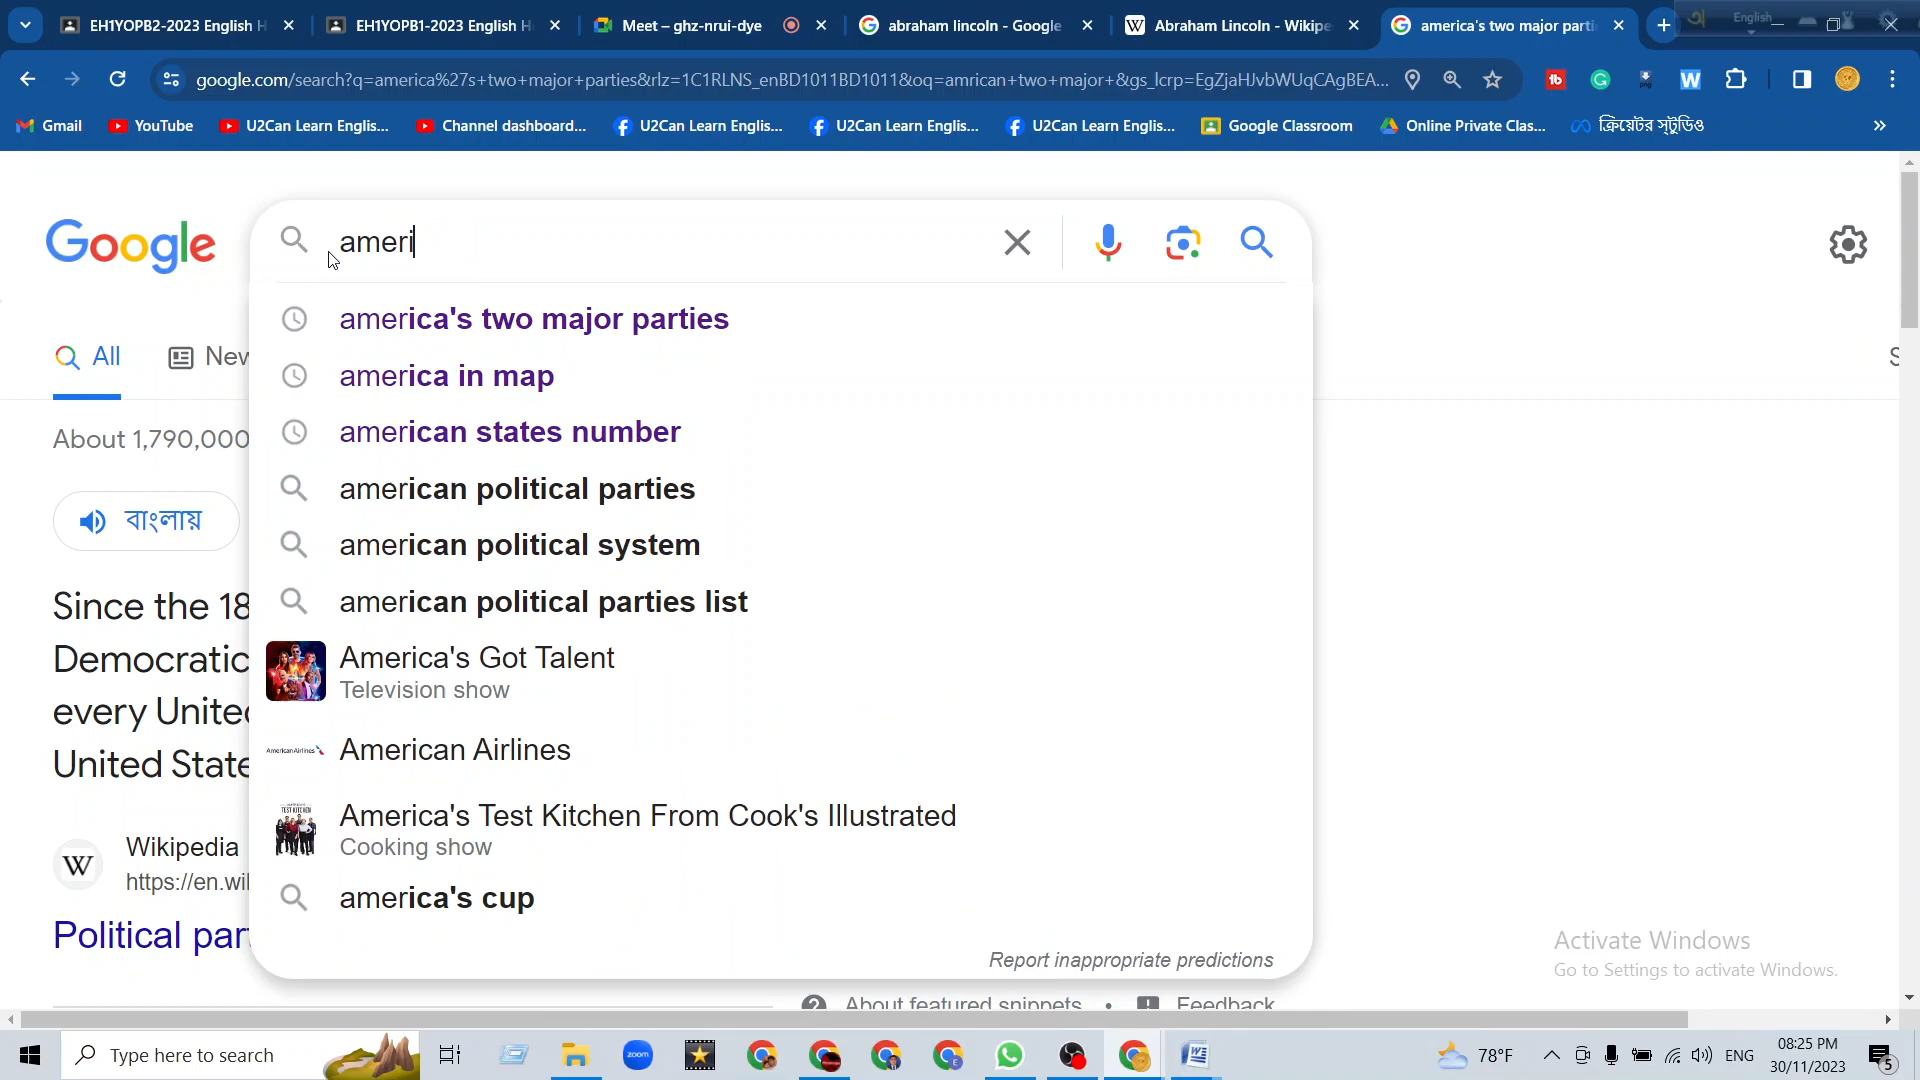 EH1YOPB2-2023 English H
EH1YOPB1-2023 English H
Meet – ghz-nrui-dye
abraham lincoln - Google
Abraham Lincoln - Wikipe
america's two major parti
English
google.com/search?q=america%27s+two+major+parties&rlz=1C1RLNS_enBD1011BD1011&oq=amrican+two+major+&gs_lcrp=EgZjaHJvbWUqCAgBEA...
Gmail
YouTube
U2Can Learn Englis...
Channel dashboard...
U2Can Learn Englis...
U2Can Learn Englis...
U2Can Learn Englis...
Google Classroom
Online Private Clas...
ক্রিয়েটর স্টুডিও
Google
ameri
america's two major parties
All
New
america in map
american states number
About 1,790,000
american political parties
বাংলায়
american political system
american political parties list
Since the 18
Democratic
every United
United State
America's Got Talent
Television show
American Airlines
America's Test Kitchen From Cook's Illustrated
Cooking show
Wikipedia
https://en.wil
america's cup
Political part
Report inappropriate predictions
About featured snippets
Feedback
Activate Windows
Go to Settings to activate Windows.
Type here to search
zoom
78°F
ENG
08:25 PM
30/11/2023
5